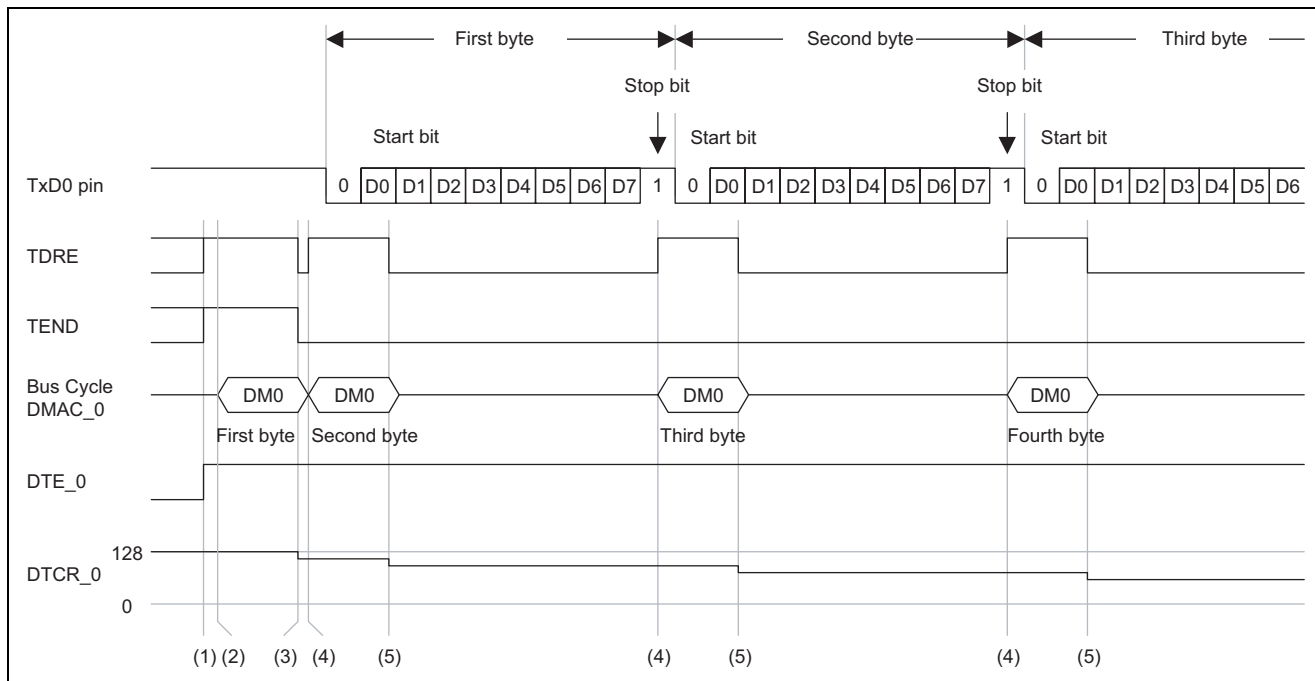 First byte Second byte Third byte
Stop bit Stop bit
Start bit Start bit Start bit
TxD0 pin 0 D0 D1 D2 D3 D4 D5 D6 D7 1 0 D0 D1 D2 D3 D4 D5 D6 D7 1 0 D0 D1 D2 D3 D4 D5 D6
TDRE
TEND
Bus Cycle
DMAC_0 DM0 DM0 DM0 DM0
First byte Second byte Third byte Fourth byte
DTE_0
128
DTCR_0
0
(1) (2) (3) (4) (5) (4) (5) (4) (5)